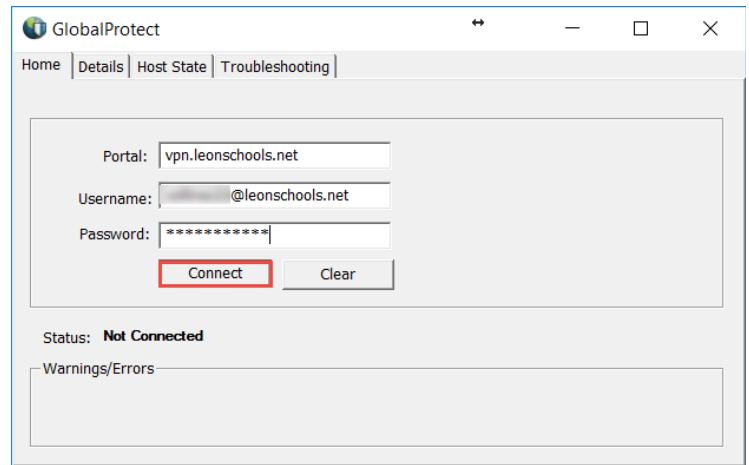 GlobalProtect
Home Details Host State Troubleshooting
Portal: vpn.leonschools.net
Username: @leonschools.net
Password: ***********
Connect Clear
Status: Not Connected
Warnings/Errors